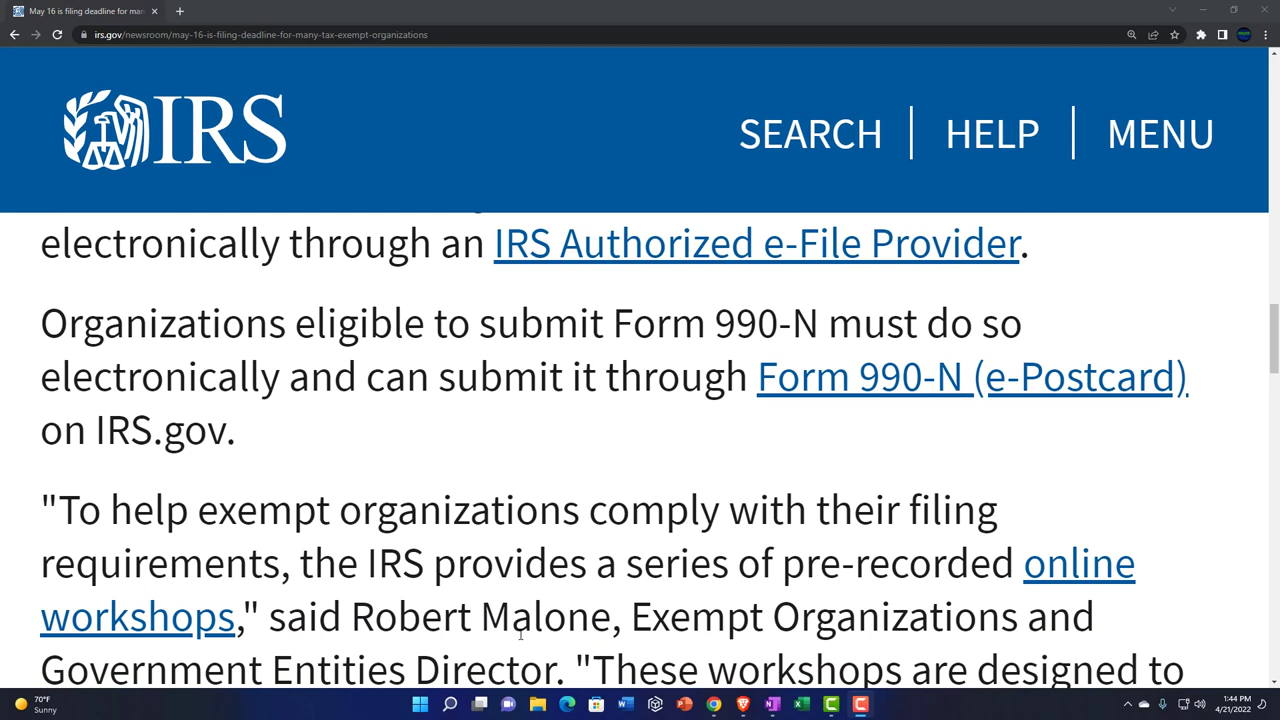 May 16 is filing deadline for man
irs.gov/newsroom/may-16-is-filing-deadline-for-many-tax-exempt-organizations
IRS
SEARCH
HELP
MENU
electronically through an IRS Authorized e-File Provider.
Organizations eligible to submit Form 990-N must do so
electronically and can submit it through Form 990-N (e-Postcard)
on IRS.gov.
"To help exempt organizations comply with their filing
requirements, the IRS provides a series of pre-recorded online
workshops," said Robert Malone, Exempt Organizations and
Government Entities Director. "These workshops are designed to
70°F
Sunny
1:44 PM
4/21/2022